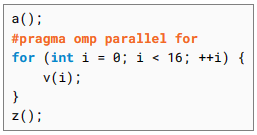 a();
#pragma omp parallel for
for (int i = 0; i < 16; ++i) {
    v(i);
}
z();